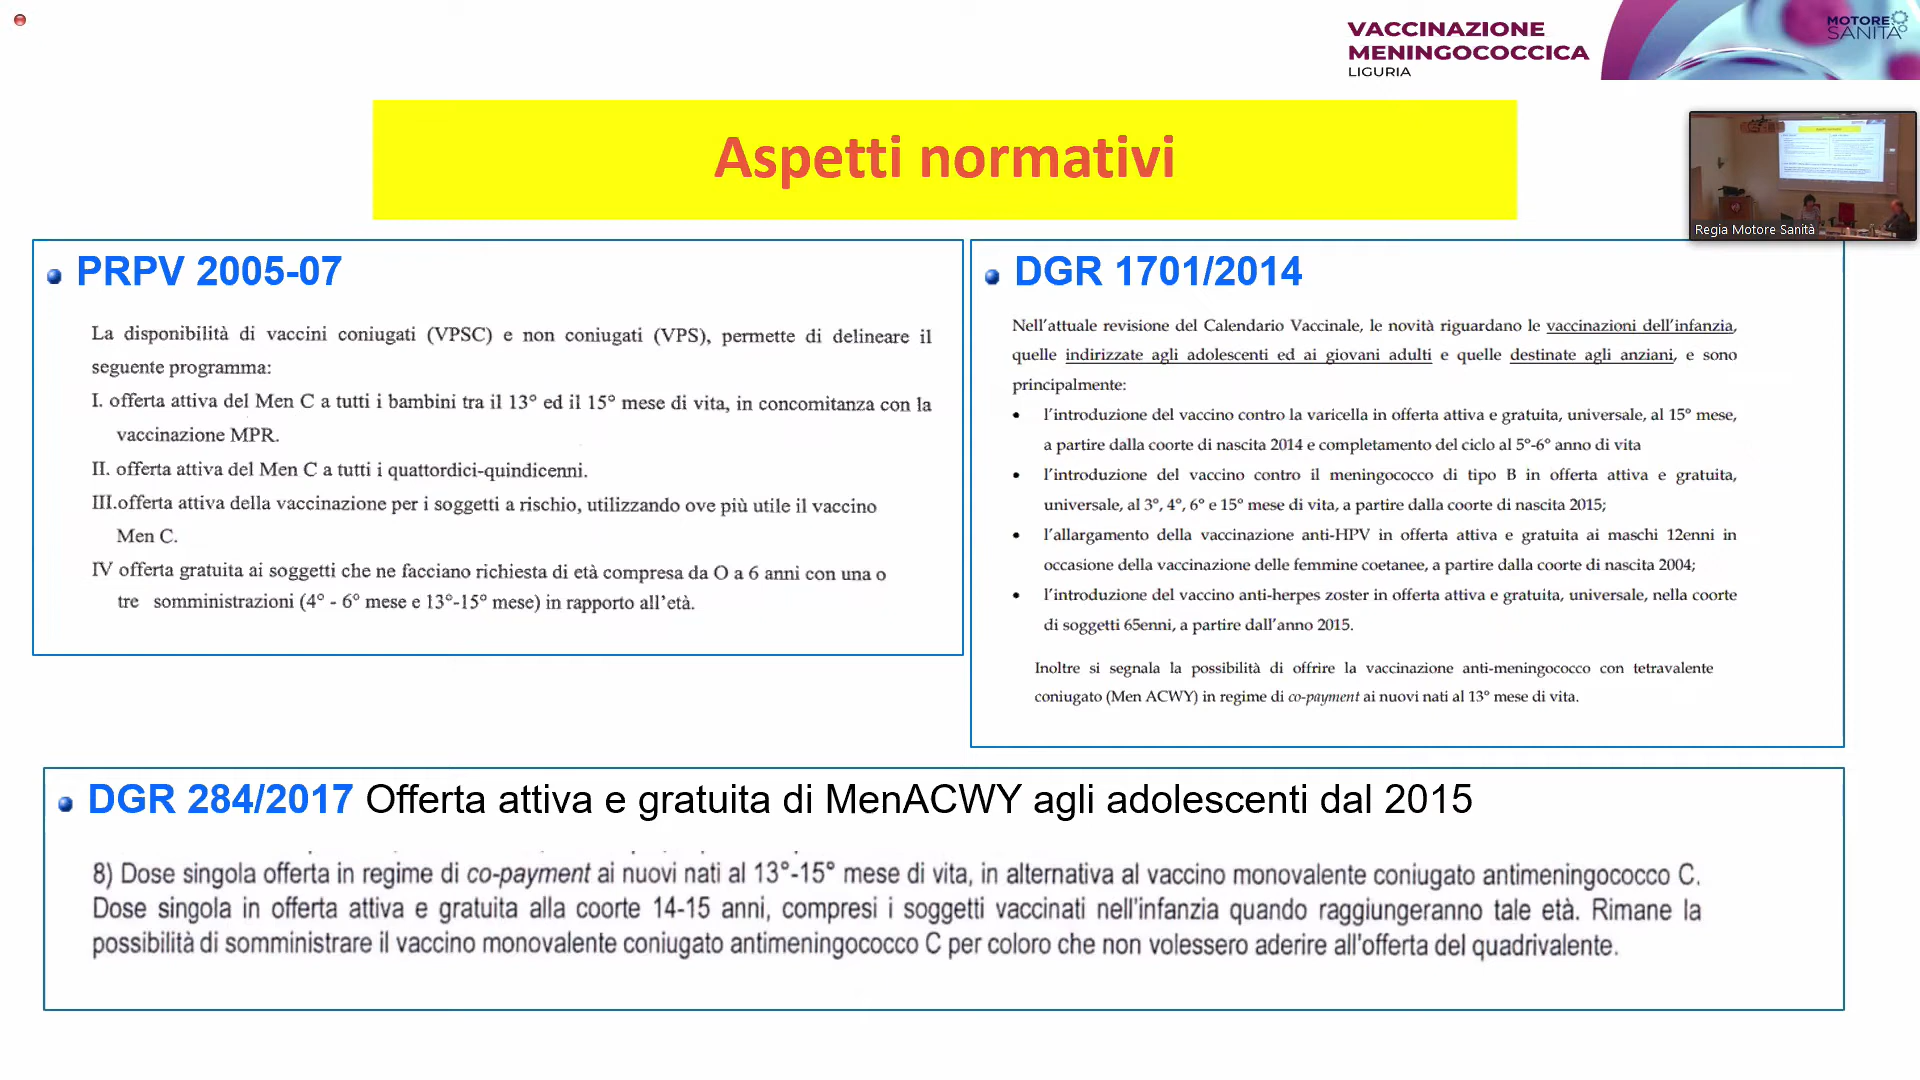 VACCINAZIONE
MENINGOCOCCICA
LIGURIA
MOTORE
SANITÀ
Aspetti normativi
Regia Motore Sanità
PRPV 2005-07
La disponibilità di vaccini coniugati (VPSC) e non coniugati (VPS), permette di delineare il
seguente programma:
I. offerta attiva del Men C a tutti i bambini tra il 13° ed il 15° mese di vita, in concomitanza con la
vaccinazione MPR.
II. offerta attiva del Men C a tutti i quattordici-quindicenni.
III.offerta attiva della vaccinazione per i soggetti a rischio, utilizzando ove più utile il vaccino
Men C.
IV offerta gratuita ai soggetti che ne facciano richiesta di età compresa da O a 6 anni con una o
tre somministrazioni (4° - 6° mese e 13°-15° mese) in rapporto all'età.
DGR 1701/2014
Nell'attuale revisione del Calendario Vaccinale, le novità riguardano le vaccinazioni dell'infanzia,
quelle indirizzate agli adolescenti ed ai giovani adulti e quelle destinate agli anziani, e sono
principalmente:
• l'introduzione del vaccino contro la varicella in offerta attiva e gratuita, universale, al 15° mese,
a partire dalla coorte di nascita 2014 e completamento del ciclo al 5°-6° anno di vita
• l'introduzione del vaccino contro il meningococco di tipo B in offerta attiva e gratuita,
universale, al 3°, 4°, 6° e 15° mese di vita, a partire dalla coorte di nascita 2015;
• l'allargamento della vaccinazione anti-HPV in offerta attiva e gratuita ai maschi 12enni in
occasione della vaccinazione delle femmine coetanee, a partire dalla coorte di nascita 2004;
• l'introduzione del vaccino anti-herpes zoster in offerta attiva e gratuita, universale, nella coorte
di soggetti 65enni, a partire dall'anno 2015.
Inoltre si segnala la possibilità di offrire la vaccinazione anti-meningococco con tetravalente
coniugato (Men ACWY) in regime di co-payment ai nuovi nati al 13° mese di vita.
DGR 284/2017 Offerta attiva e gratuita di MenACWY agli adolescenti dal 2015
8) Dose singola offerta in regime di co-payment ai nuovi nati al 13°-15° mese di vita, in alternativa al vaccino monovalente coniugato antimeningococco C.
Dose singola in offerta attiva e gratuita alla coorte 14-15 anni, compresi i soggetti vaccinati nell'infanzia quando raggiungeranno tale età. Rimane la
possibilità di somministrare il vaccino monovalente coniugato antimeningococco C per coloro che non volessero aderire all'offerta del quadrivalente.